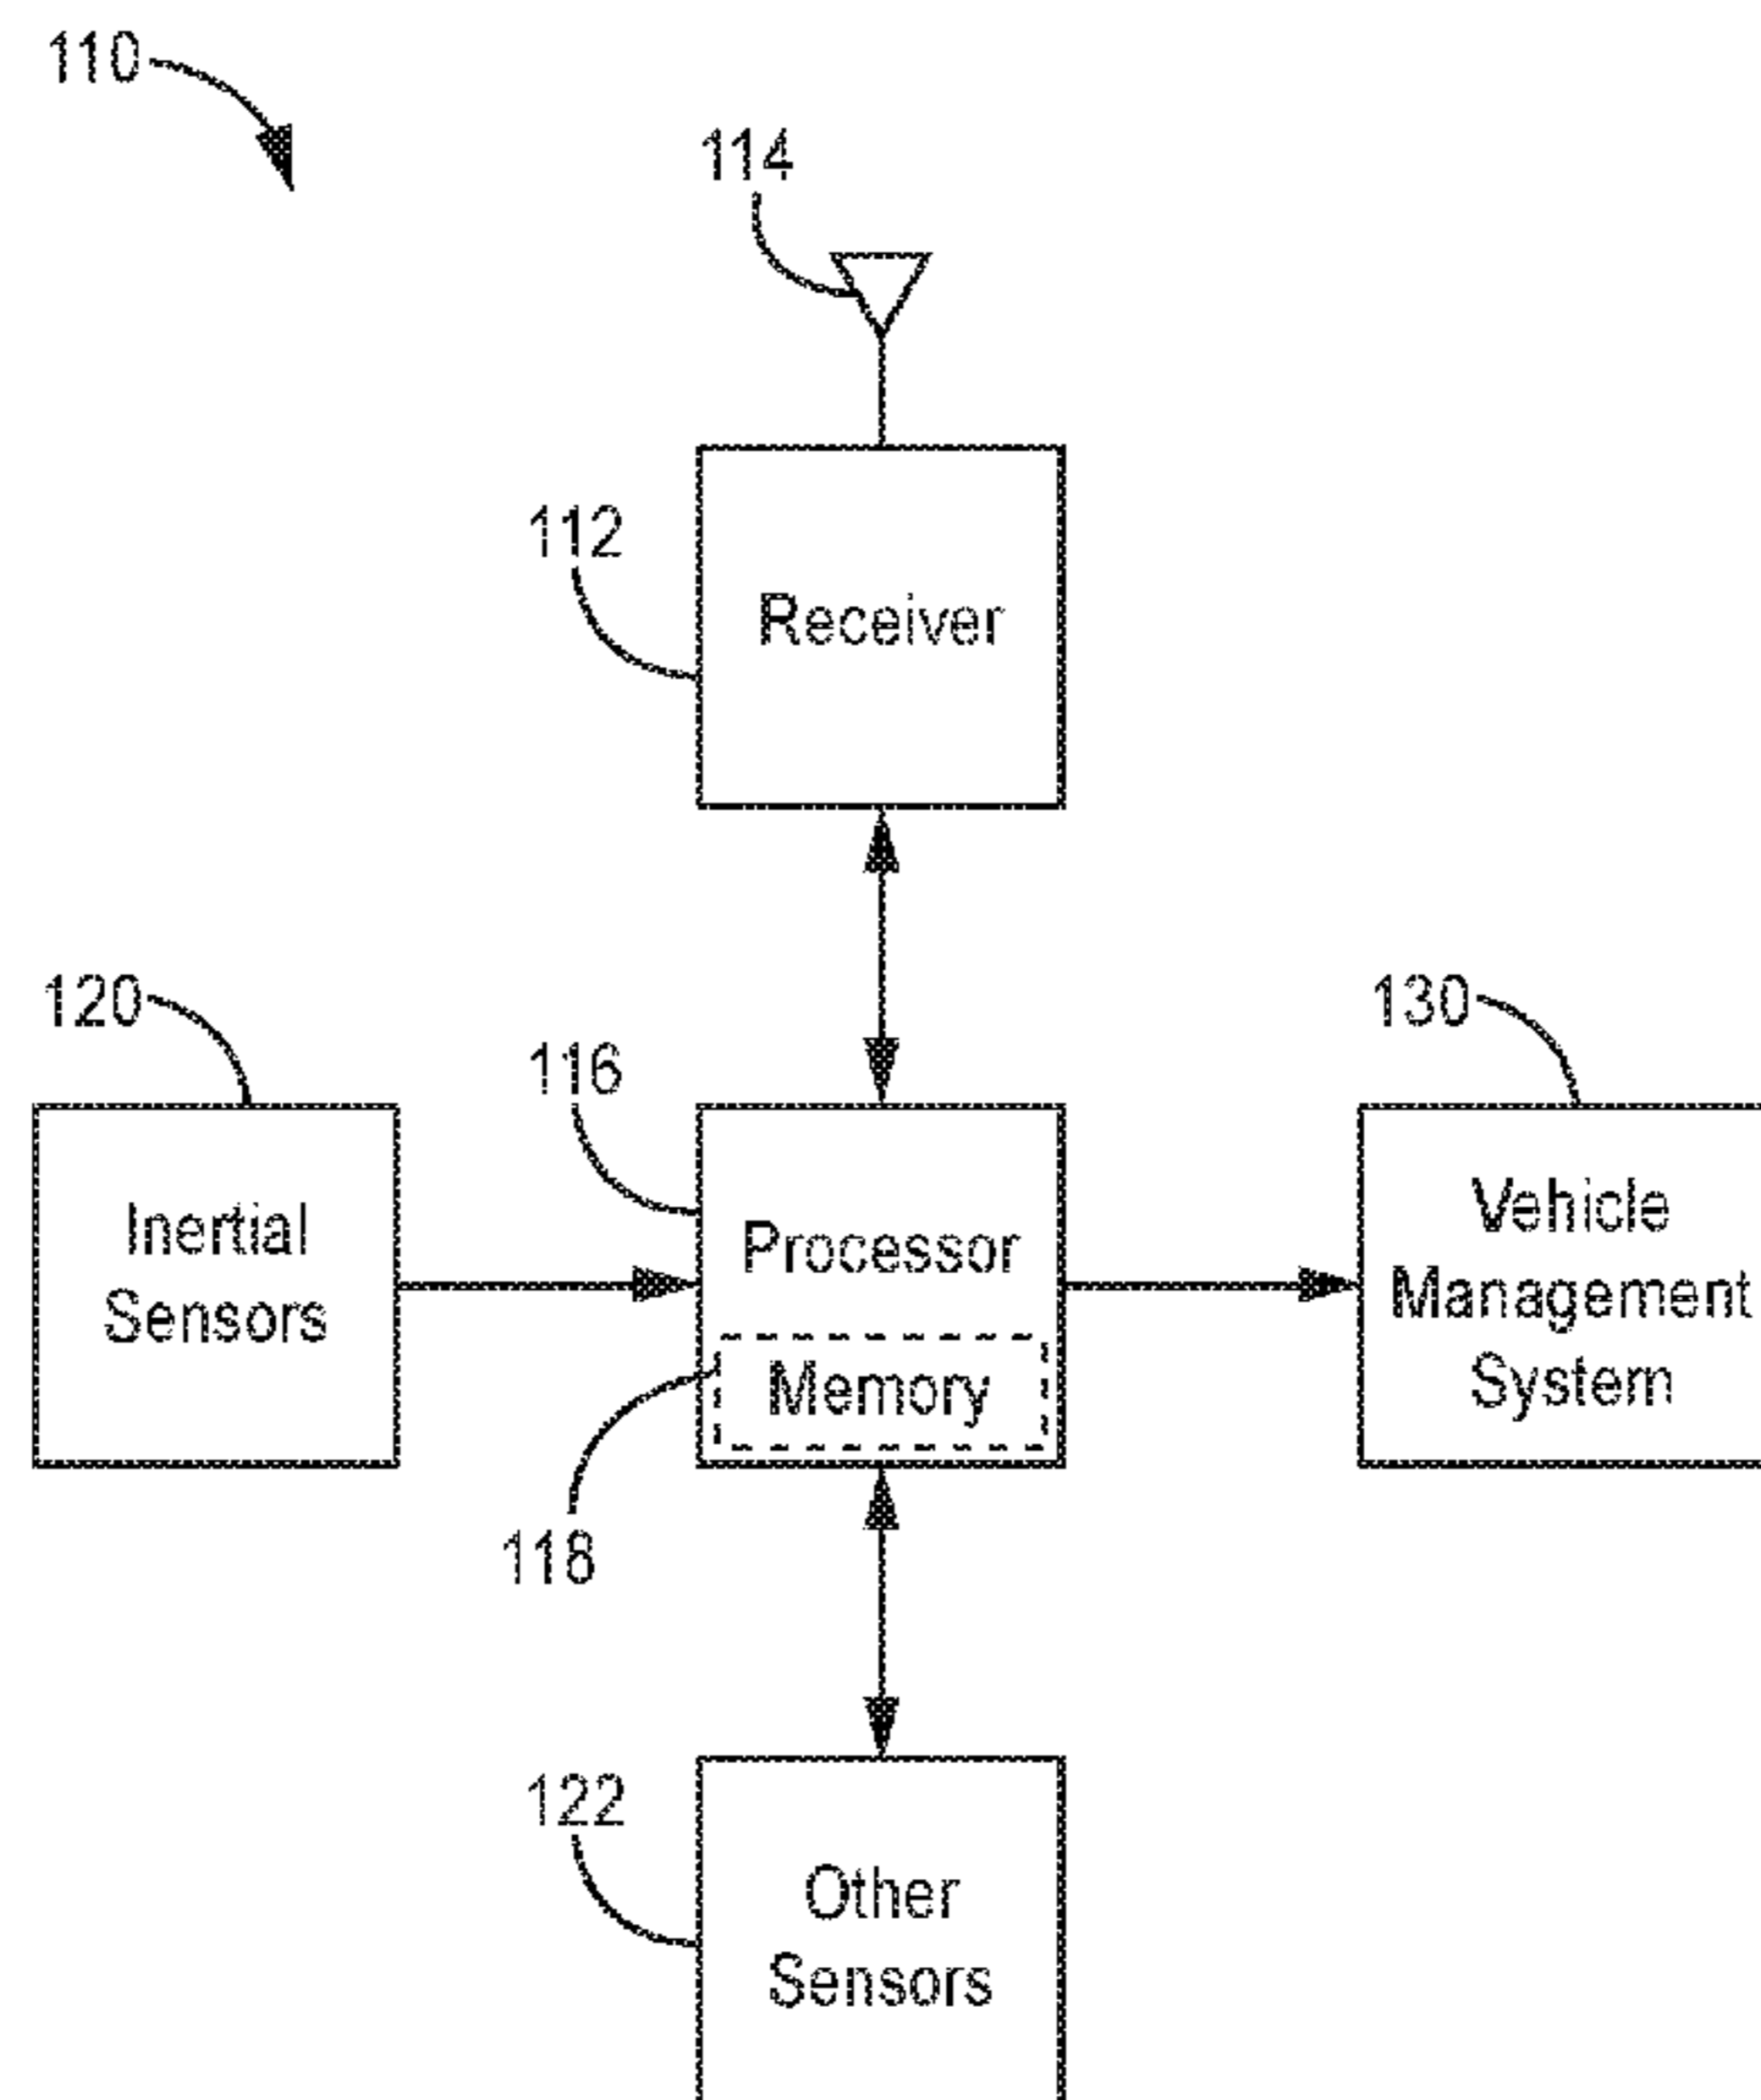 110
114
112
Receiver
120
130
116
Inertial
Sensors
Processor
Memory
Vehicle
Management
System
118
122
Other
Sensors